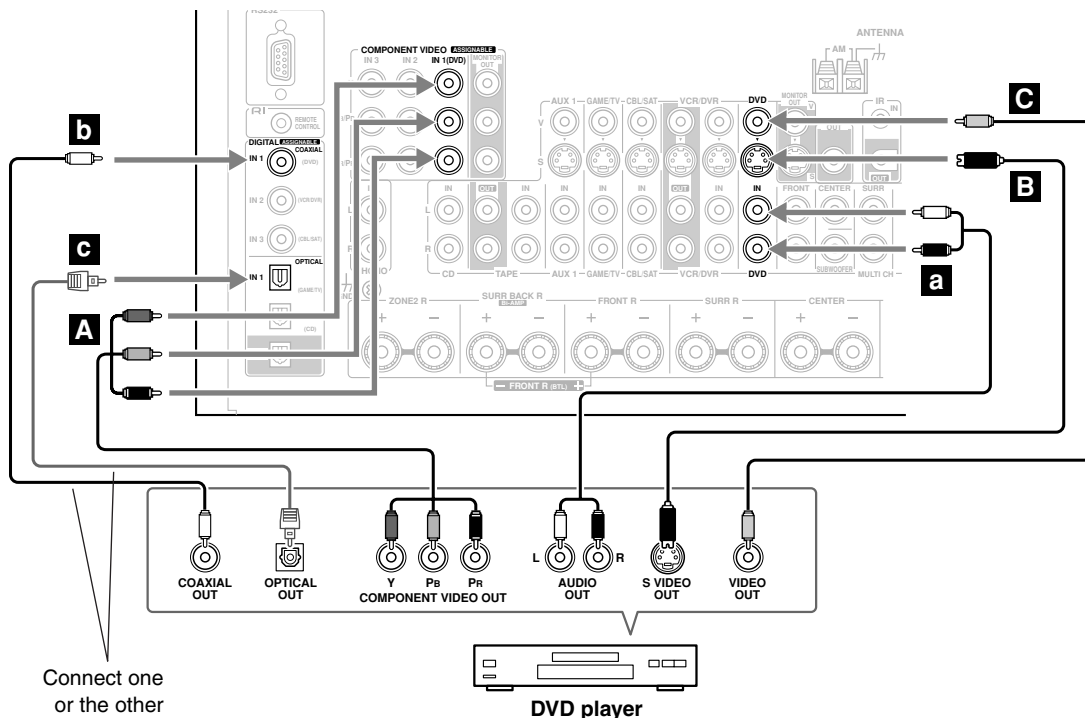 RS232
ANTENNA
AM
COMPONENT VIDEO ASSIGNABLE
IN 3 IN 2 IN 1(DVD) MONITOR OUT
RI
REMOTE CONTROL
AUX 1 GAME/TV CBL/SAT VCR/DVR DVD
MONITOR OUT
V
OUT
IR
IN
C
b
DIGITAL ASSIGNABLE
COAXIAL
IN 1
(DVD)
V
S
S
OUT
B
IN 2
(VCR/DVR)
IN OUT IN IN IN IN OUT IN IN FRONT CENTER SURR
L
L
IN 3
(CBL/SAT)
R
R
CD TAPE AUX 1 GAME/TV CBL/SAT VCR/DVR DVD SUBWOOFER MULTI CH
a
c
OPTICAL
IN 1
(GAME/TV)
GND
A
(CD)
ZONE2 R SURR BACK R FRONT R SURR R CENTER
BI-AMP
+ − + − + − + − + −
− FRONT R (BTL) +
COAXIAL OUT
OPTICAL OUT
Y PB PR
COMPONENT VIDEO OUT
L R
AUDIO OUT
S VIDEO OUT
VIDEO OUT
Connect one
or the other
DVD player